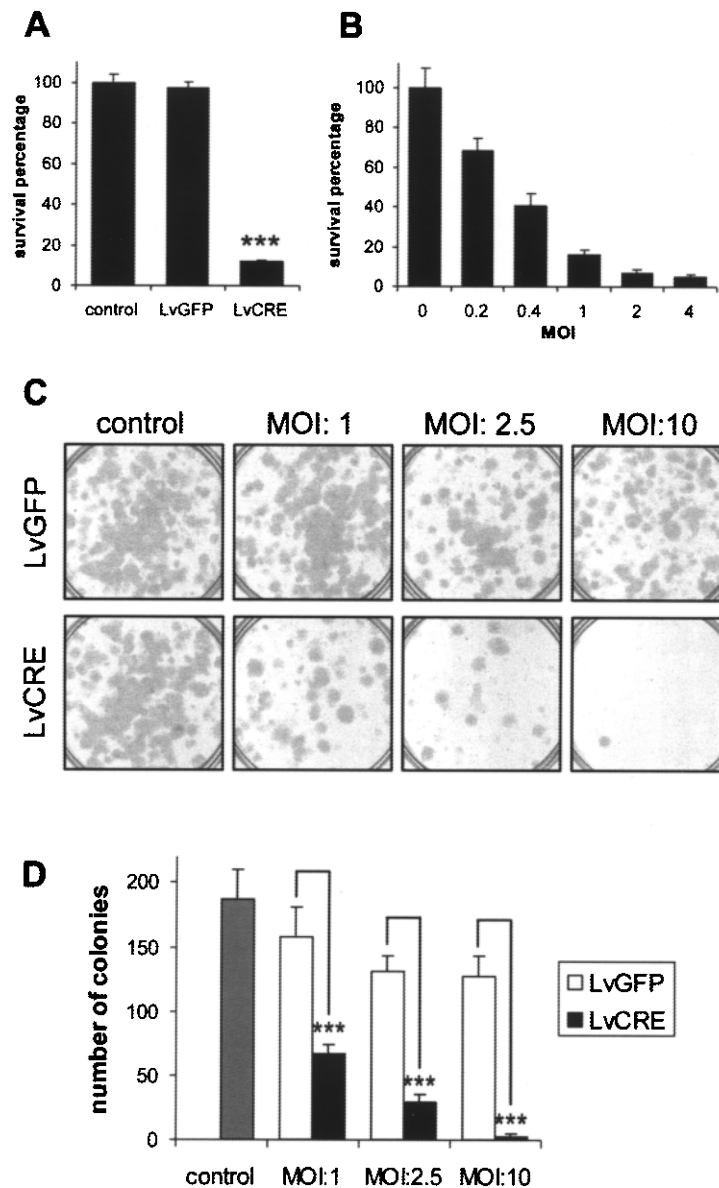 A
survival percentage
100
80
60
40
20
0
***
control LvGFP LvCRE
B
survival percentage
100
80
60
40
20
0
0 0.2 0.4 1 2 4
MOI
C
control MOI: 1 MOI: 2.5 MOI:10
LvGFP
LvCRE
D
number of colonies
200
150
100
50
0
***
***
***
control MOI:1 MOI:2.5 MOI:10
LvGFP
LvCRE